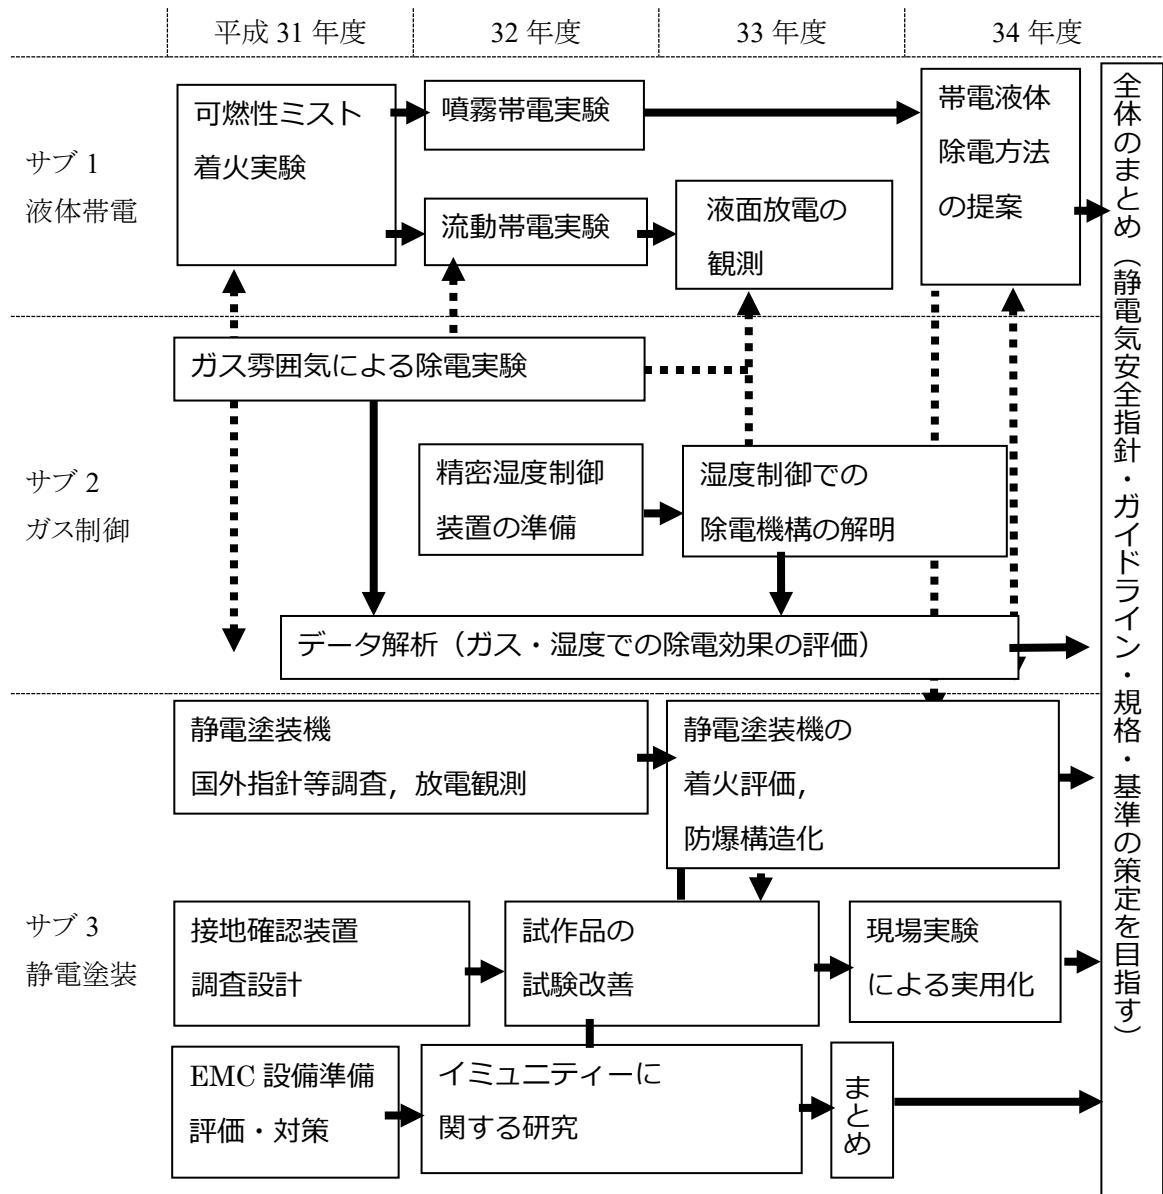 平成 31 年度
32 年度
33 年度
34 年度
サブ 1
液体帯電
可燃性ミスト
着火実験
噴霧帯電実験
流動帯電実験
液面放電の
観測
帯電液体
除電方法
の提案
サブ 2
ガス制御
ガス雰囲気による除電実験
精密湿度制御
装置の準備
湿度制御での
除電機構の解明
データ解析（ガス・湿度での除電効果の評価）
サブ 3
静電塗装
静電塗装機
国外指針等調査，放電観測
静電塗装機の
着火評価，
防爆構造化
接地確認装置
調査設計
試作品の
試験改善
現場実験
による実用化
EMC 設備準備
評価・対策
イミュニティーに
関する研究
まとめ
全体のまとめ（静電気安全指針・ガイドライン・規格・基準の策定を目指す）